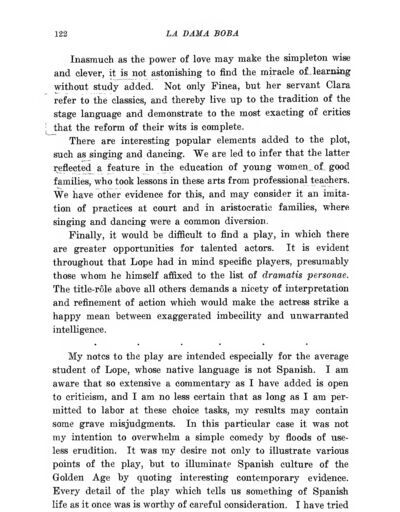 122 LA DAMA BOBA
Inasmuch as the power of love may make the simpleton wise
and clever, it is not astonishing to find the miracle of learning
without study added. Not only Finea, but her servant Clara
refer to the classics, and thereby live up to the tradition of the
stage language and demonstrate to the most exacting of critics
that the reform of their wits is complete.
There are interesting popular elements added to the plot,
such as singing and dancing. We are led to infer that the latter
reflected a feature in the education of young women of good
families, who took lessons in these arts from professional teachers.
We have other evidence for this, and may consider it an imita-
tion of practices at court and in aristocratic families, where
singing and dancing were a common diversion.
Finally, it would be difficult to find a play, in which there
are greater opportunities for talented actors. It is evident
throughout that Lope had in mind specific players, presumably
those whom he himself affixed to the list of dramatis personae.
The title-rôle above all others demands a nicety of interpretation
and refinement of action which would make the actress strike a
happy mean between exaggerated imbecility and unwarranted
intelligence.
. . . . . . .
My notes to the play are intended especially for the average
student of Lope, whose native language is not Spanish. I am
aware that so extensive a commentary as I have added is open
to criticism, and I am no less certain that as long as I am per-
mitted to labor at these choice tasks, my results may contain
some grave misjudgments. In this particular case it was not
my intention to overwhelm a simple comedy by floods of use-
less erudition. It was my desire not only to illustrate various
points of the play, but to illuminate Spanish culture of the
Golden Age by quoting interesting contemporary evidence.
Every detail of the play which tells us something of Spanish
life as it once was is worthy of careful consideration. I have tried